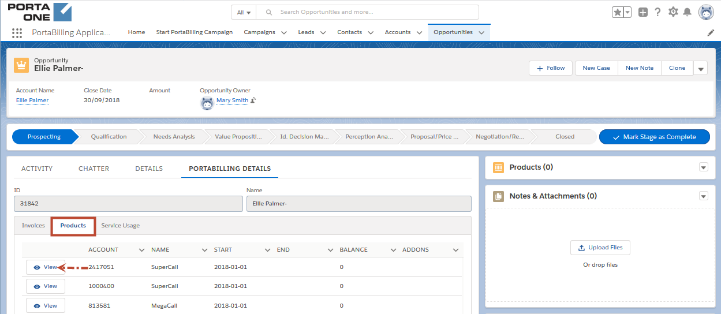 PORTA
ONE
All
Search Opportunities and more...
PortaBilling Applica...
Home
Start PortaBilling Campaign
Campaigns
Leads
Contacts
Accounts
Opportunities
Opportunity
Ellie Palmer-
+ Follow
New Case
New Note
Clone
Account Name
Close Date
Amount
Opportunity Owner
Ellie Palmer
20/09/2018
Mary Smith
Prospecting
Qualification
Needs Analysis
Value Propositi...
Id. Decision Ma...
Perception Ana...
Proposal/Price ...
Negotiation/Re...
Closed
Mark Stage as Complete
ACTIVITY
CHATTER
DETAILS
PORTABILLING DETAILS
ID
Name
31842
Ellie Palmer
Invoices
Products
Service Usage
ACCOUNT
NAME
START
END
BALANCE
ADDONS
View
2417051
SuperCall
2018-01-01
0
View
1000400
SuperCall
2018-01-01
0
View
813581
MegaCall
2018-01-01
0
Products (0)
Notes & Attachments (0)
Upload Files
Or drop files